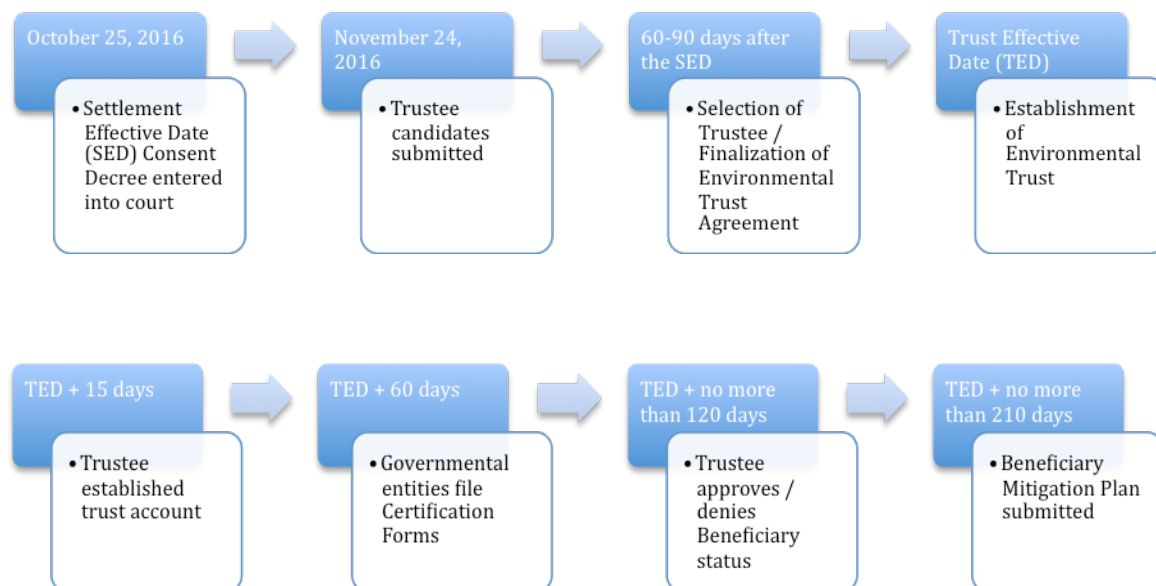 October 25, 2016
• Settlement
Effective Date
(SED) Consent
Decree entered
into court
November 24,
2016
• Trustee
candidates
submitted
60-90 days after
the SED
• Selection of
Trustee /
Finalization of
Environmental
Trust
Agreement
Trust Effective
Date (TED)
• Establishment
of
Environmental
Trust
TED + 15 days
• Trustee
established
trust account
TED + 60 days
• Governmental
entities file
Certification
Forms
TED + no more
than 120 days
• Trustee
approves /
denies
Beneficiary
status
TED + no more
than 210 days
• Beneficiary
Mitigation Plan
submitted